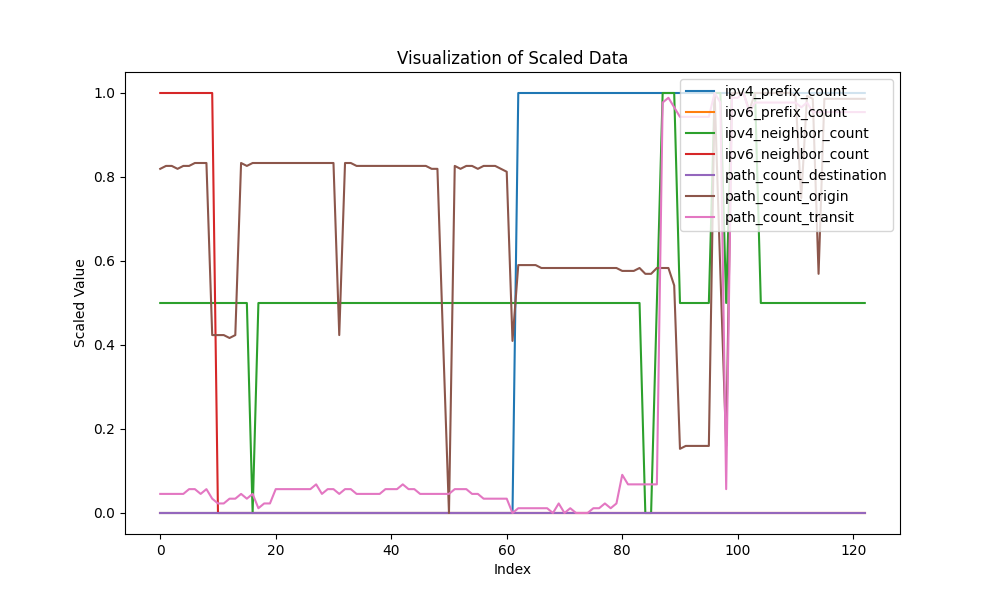 Visualization of Scaled Data
1.0
0.8
0.6
0.4
0.2
0.0
Scaled Value
0
20
40
60
80
100
120
Index
ipv4_prefix_count
ipv6_prefix_count
ipv4_neighbor_count
ipv6_neighbor_count
path_count_destination
path_count_origin
path_count_transit